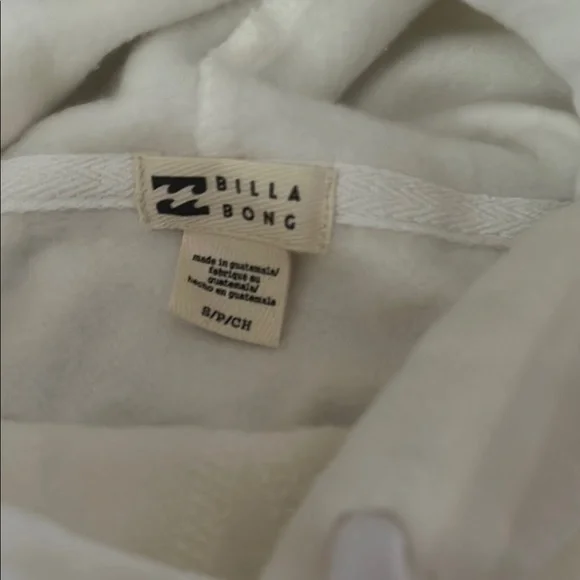 BILLA
BONG
made in guatemala/
fabriqué au
guatemala/
hecho en guatemala
S/P/CH